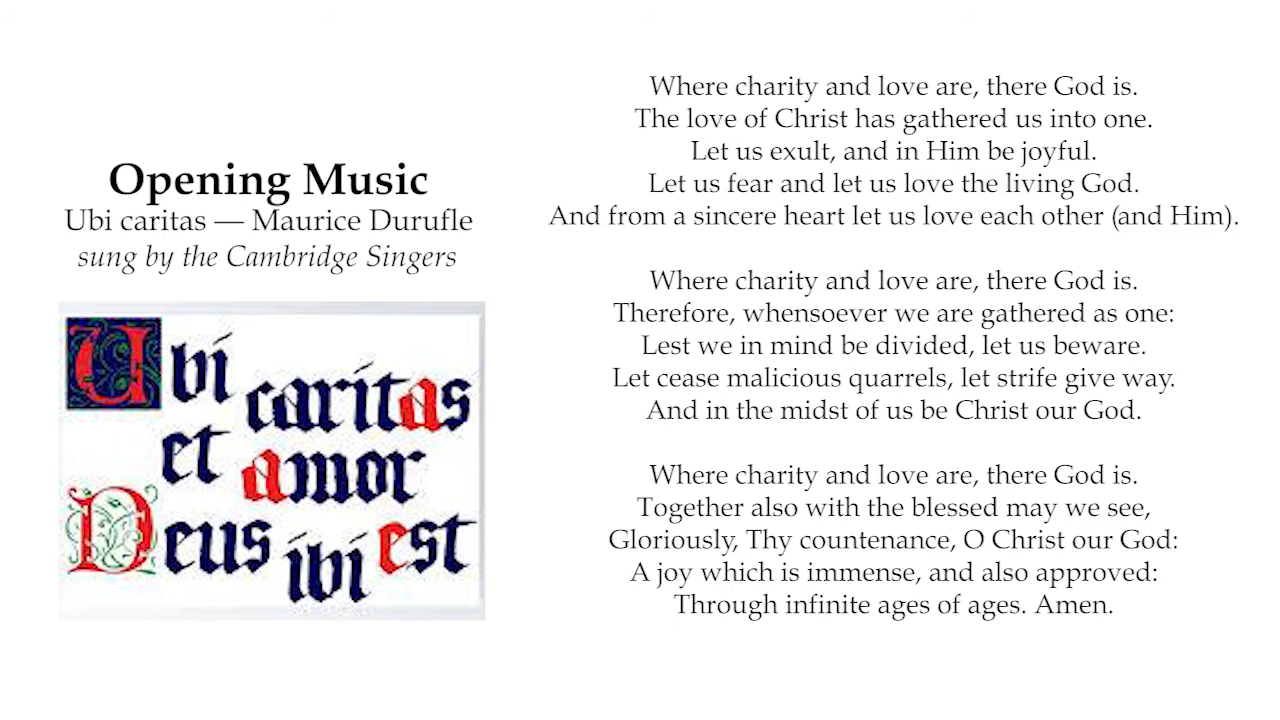 Opening Music
Ubi caritas — Maurice Durufle
sung by the Cambridge Singers
Ubi
caritas
et amor
Deus ibi est
Where charity and love are, there God is.
The love of Christ has gathered us into one.
Let us exult, and in Him be joyful.
Let us fear and let us love the living God.
And from a sincere heart let us love each other (and Him).
Where charity and love are, there God is.
Therefore, whensoever we are gathered as one:
Lest we in mind be divided, let us beware.
Let cease malicious quarrels, let strife give way.
And in the midst of us be Christ our God.
Where charity and love are, there God is.
Together also with the blessed may we see,
Gloriously, Thy countenance, O Christ our God:
A joy which is immense, and also approved:
Through infinite ages of ages. Amen.